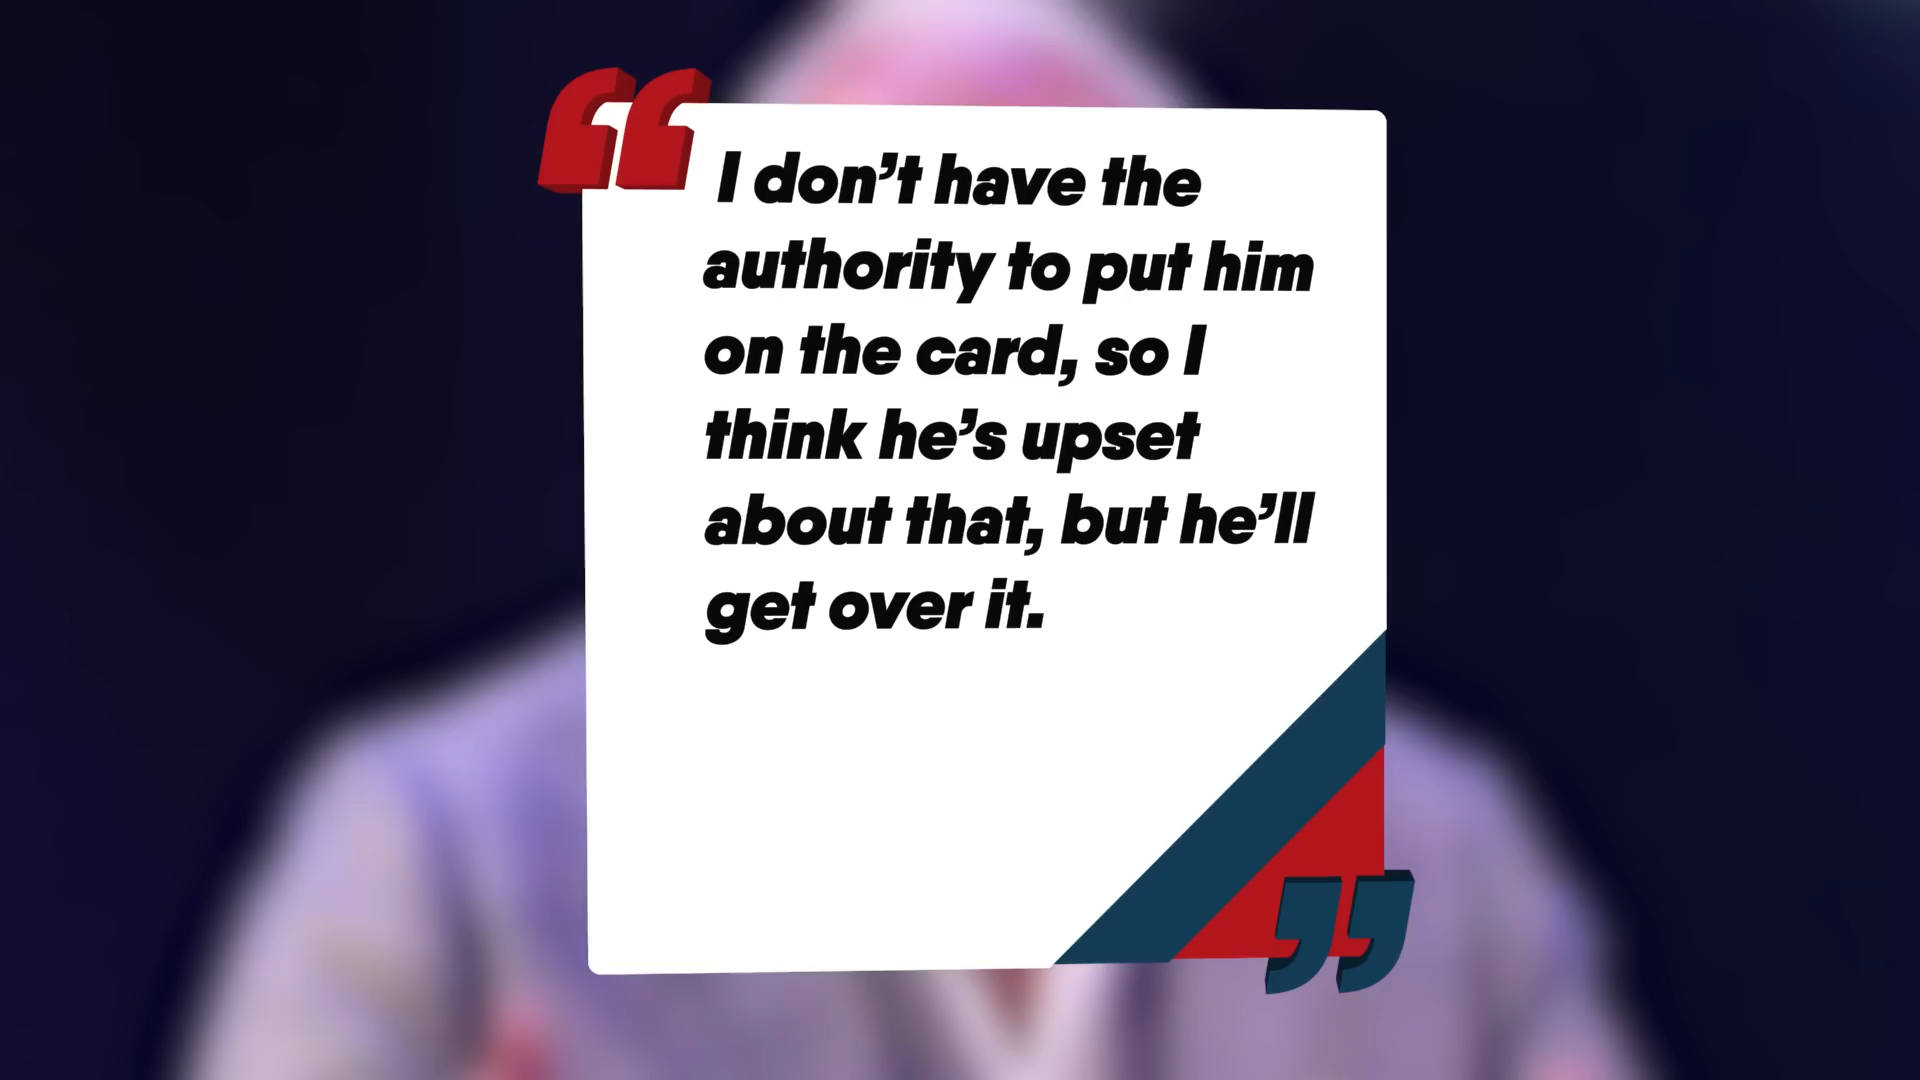 I don’t have the
authority to put him
on the card, so I
think he’s upset
about that, but he’ll
get over it.